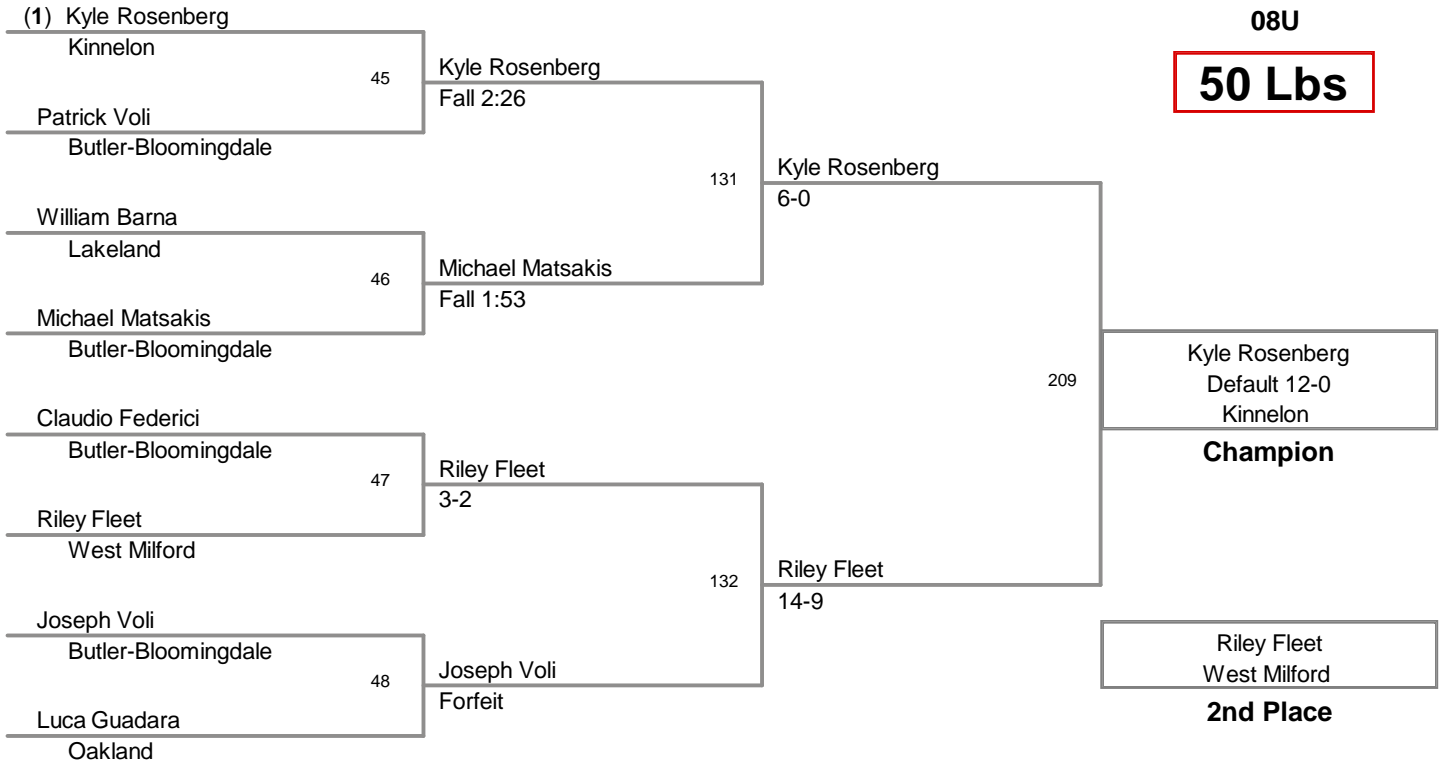 (1) Kyle Rosenberg
Kinnelon
45
Patrick Voli
Butler-Bloomingdale
William Barna
Lakeland
46
Michael Matsakis
Butler-Bloomingdale
Claudio Federici
Butler-Bloomingdale
47
Riley Fleet
West Milford
Joseph Voli
Butler-Bloomingdale
48
Luca Guadara
Oakland
Kyle Rosenberg
Fall 2:26
131
Michael Matsakis
Fall 1:53
Riley Fleet
3-2
132
Joseph Voli
Forfeit
Kyle Rosenberg
6-0
209
Riley Fleet
14-9
08U
50 Lbs
Kyle Rosenberg
Default 12-0
Kinnelon
Champion
Riley Fleet
West Milford
2nd Place